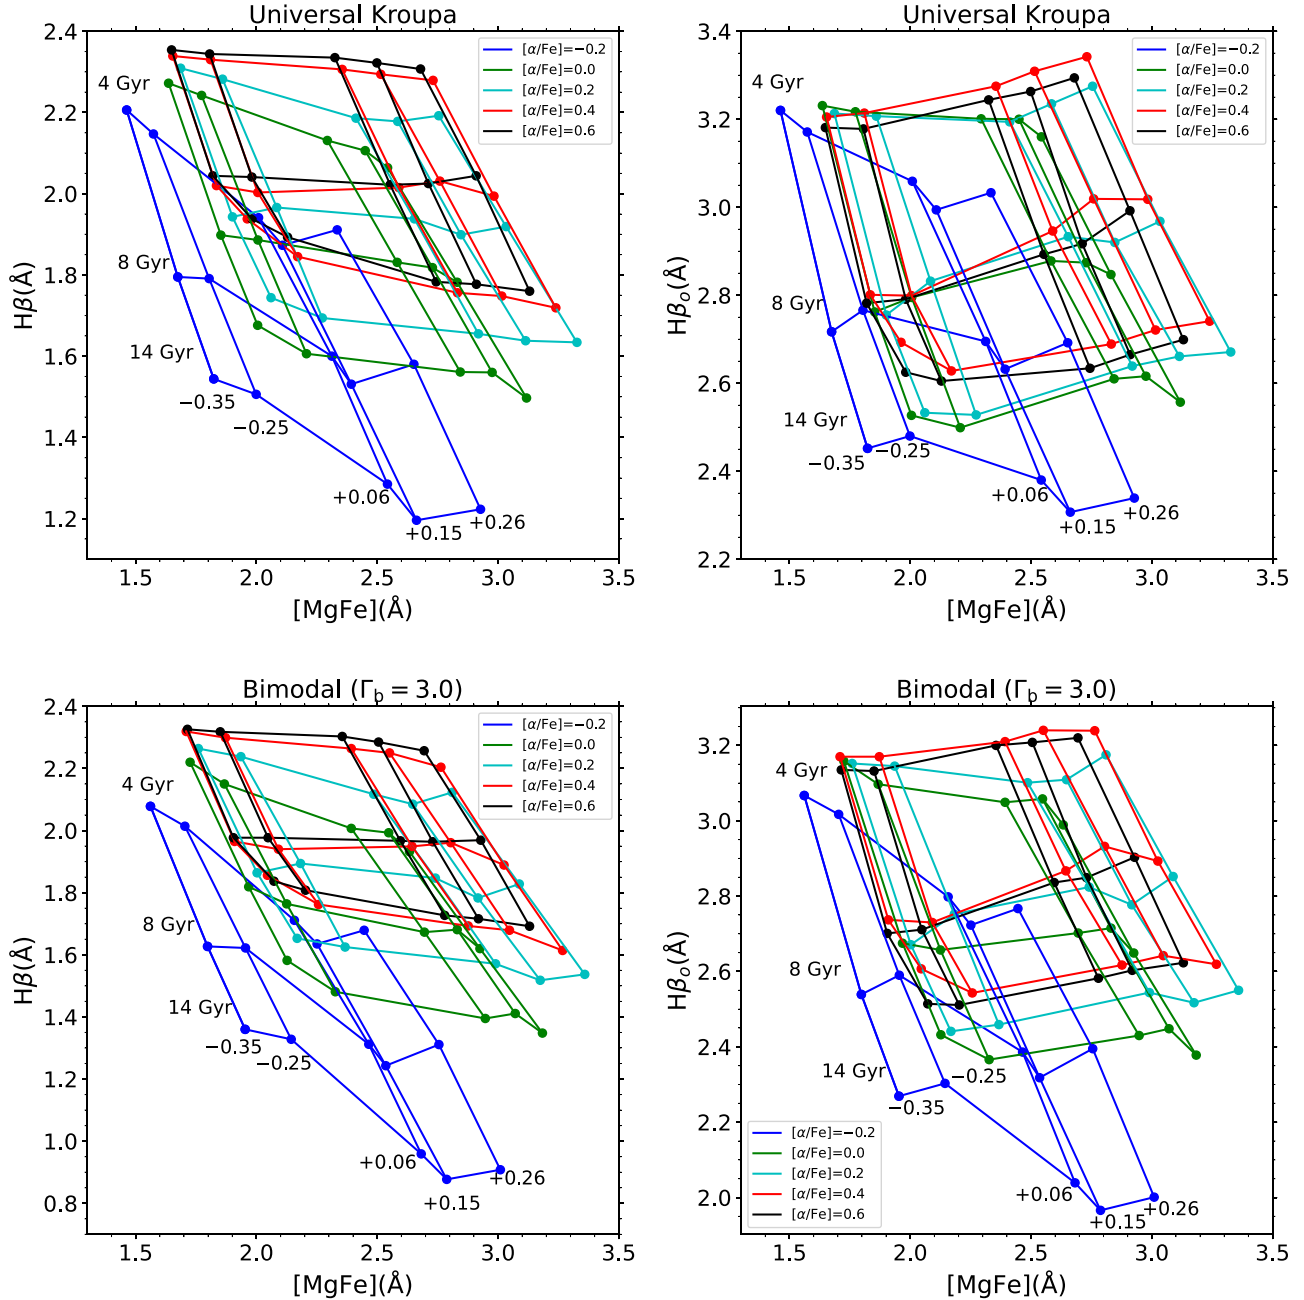 Universal Kroupa
2.4
2.2
2.0
1.8
1.6
1.4
1.2
Hβ(Å)
4 Gyr
8 Gyr
14 Gyr
−0.35
−0.25
+0.06
+0.15
+0.26
[α/Fe]=−0.2
[α/Fe]=0.0
[α/Fe]=0.2
[α/Fe]=0.4
[α/Fe]=0.6
1.5 2.0 2.5 3.0 3.5
[MgFe](Å)
Universal Kroupa
3.4
3.2
3.0
2.8
2.6
2.4
2.2
Hβₒ(Å)
4 Gyr
8 Gyr
14 Gyr
−0.35
−0.25
+0.06
+0.15
+0.26
[α/Fe]=−0.2
[α/Fe]=0.0
[α/Fe]=0.2
[α/Fe]=0.4
[α/Fe]=0.6
1.5 2.0 2.5 3.0 3.5
[MgFe](Å)
Bimodal (Γb = 3.0)
2.4
2.2
2.0
1.8
1.6
1.4
1.2
1.0
0.8
Hβ(Å)
4 Gyr
8 Gyr
14 Gyr
−0.35
−0.25
+0.06
+0.15
+0.26
[α/Fe]=−0.2
[α/Fe]=0.0
[α/Fe]=0.2
[α/Fe]=0.4
[α/Fe]=0.6
1.5 2.0 2.5 3.0 3.5
[MgFe](Å)
Bimodal (Γb = 3.0)
3.2
3.0
2.8
2.6
2.4
2.2
2.0
Hβₒ(Å)
4 Gyr
8 Gyr
14 Gyr
−0.35
−0.25
+0.06
+0.15
+0.26
[α/Fe]=−0.2
[α/Fe]=0.0
[α/Fe]=0.2
[α/Fe]=0.4
[α/Fe]=0.6
1.5 2.0 2.5 3.0 3.5
[MgFe](Å)